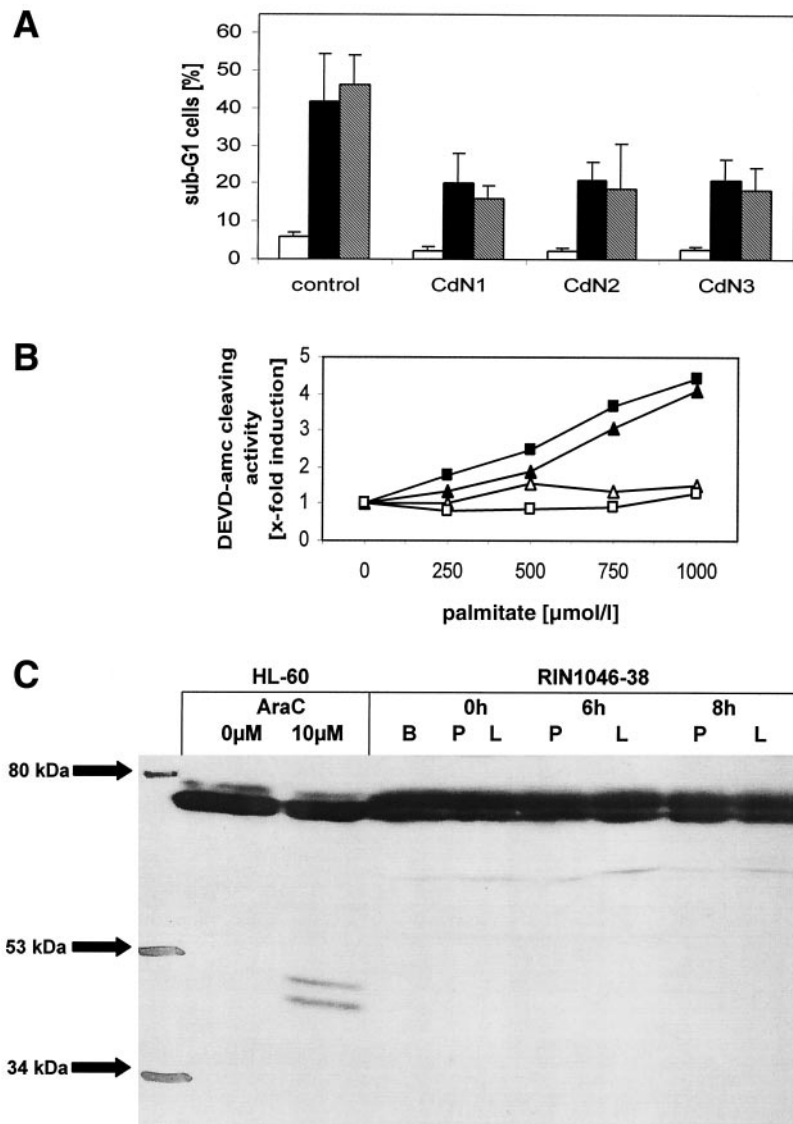 A
sub-G1 cells [%]
60
50
40
30
20
10
0
control CdN1 CdN2 CdN3
B
DEVD-amc cleaving
activity
[x-fold induction]
5
4
3
2
1
0
0 250 500 750 1000
palmitate [µmol/l]
C
HL-60 RIN1046-38
AraC 0h 6h 8h
0µM 10µM B P L P L P L
80 kDa
53 kDa
34 kDa